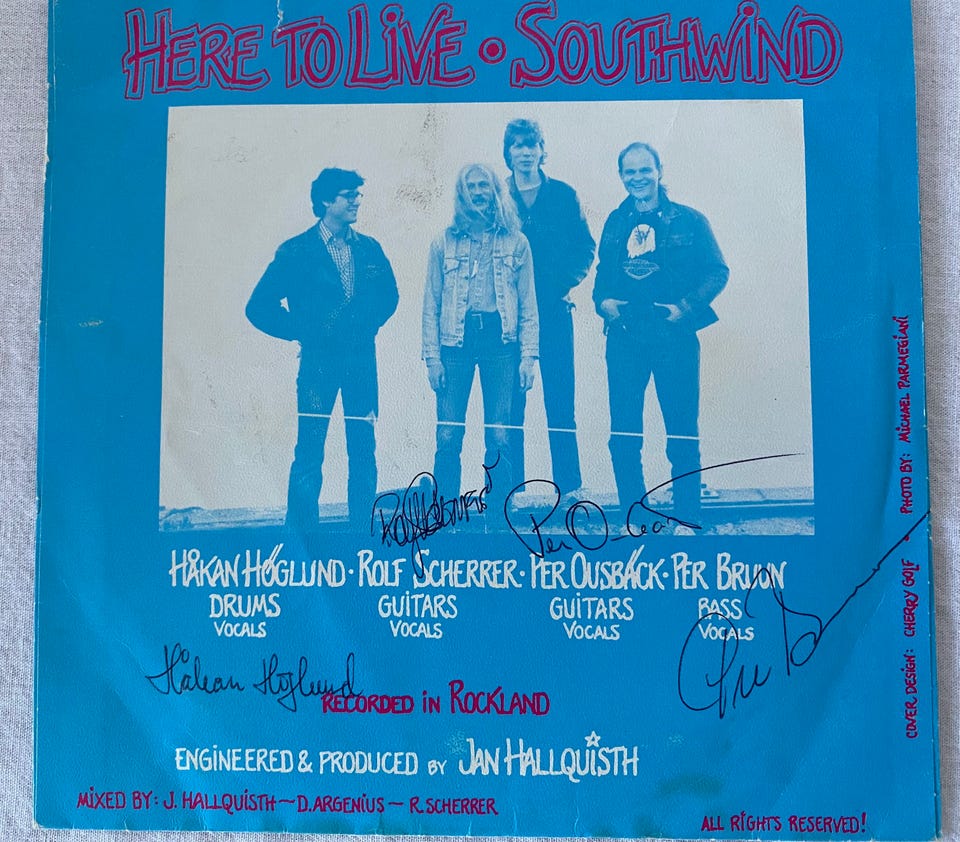 HERE TO LIVE • SOUTHWIND
HÅKAN HÖGLUND • ROLF SCHERRER • PER OUSBÄCK • PER BRUON
DRUMS GUITARS GUITARS BASS
VOCALS VOCALS VOCALS VOCALS
Håkan Höglund
RECORDED IN ROCKLAND
ENGINEERED & PRODUCED BY JAN HALLQUISTH
MIXED BY: J. HALLQUISTH — D. ARGENIUS — R. SCHERRER
ALL RIGHTS RESERVED!
COVER DESIGN: CHERRY GOLF • PHOTO BY: MICHAEL PARMEGIANI